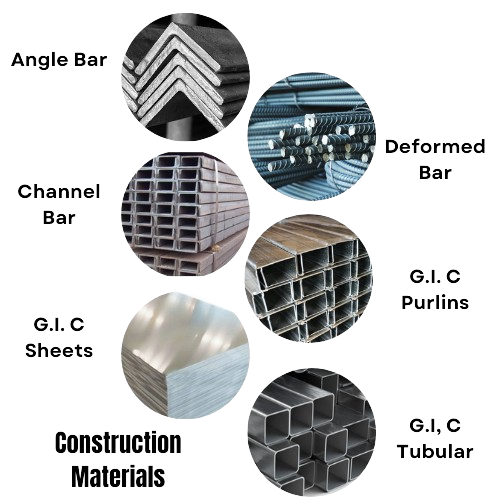 Angle Bar
Deformed
Bar
Channel
Bar
G.I. C
Purlins
G.I. C
Sheets
G.I, C
Tubular
Construction
Materials